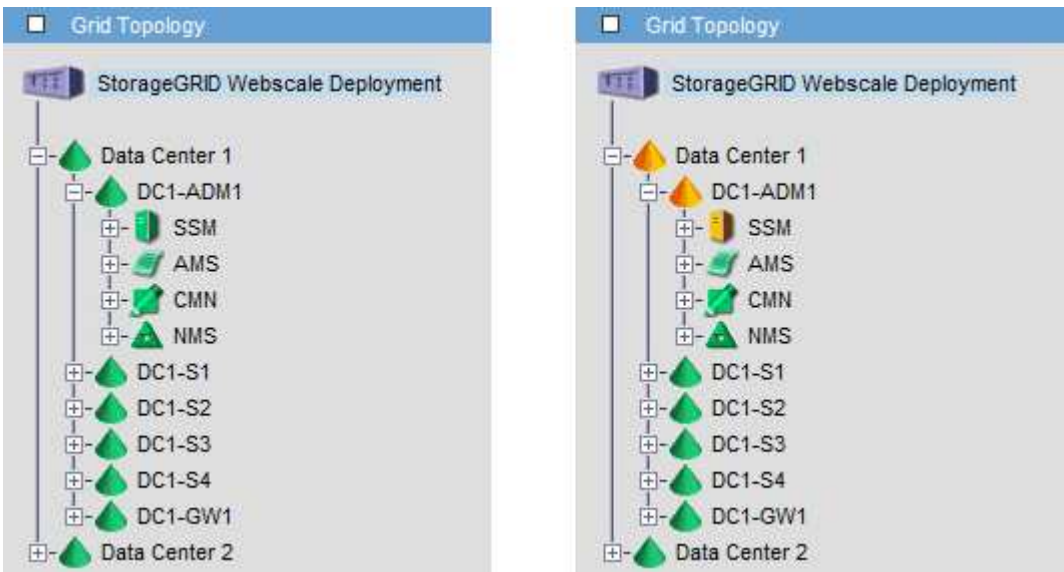 Grid Topology
StorageGRID Webscale Deployment
Data Center 1
DC1-ADM1
SSM
AMS
CMN
NMS
DC1-S1
DC1-S2
DC1-S3
DC1-S4
DC1-GW1
Data Center 2
Grid Topology
StorageGRID Webscale Deployment
Data Center 1
DC1-ADM1
SSM
AMS
CMN
NMS
DC1-S1
DC1-S2
DC1-S3
DC1-S4
DC1-GW1
Data Center 2